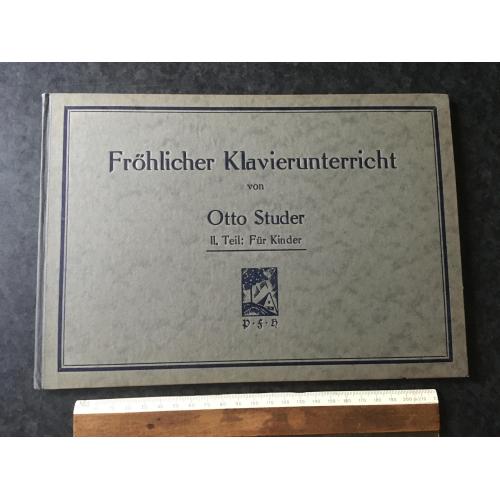 Fröhlicher Klavierunterricht
von
Otto Studer
II. Teil: Für Kinder
P·F·H